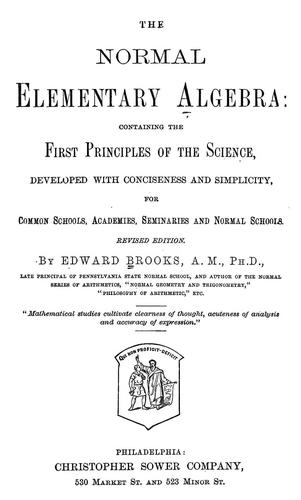 THE
NORMAL
ELEMENTARY ALGEBRA:
CONTAINING THE
FIRST PRINCIPLES OF THE SCIENCE,
DEVELOPED WITH CONCISENESS AND SIMPLICITY,
FOR
COMMON SCHOOLS, ACADEMIES, SEMINARIES AND NORMAL SCHOOLS.
REVISED EDITION.
BY EDWARD BROOKS, A. M., PH.D.,
LATE PRINCIPAL OF PENNSYLVANIA STATE NORMAL SCHOOL, AND AUTHOR OF THE NORMAL
SERIES OF ARITHMETICS, "NORMAL GEOMETRY AND TRIGONOMETRY,"
"PHILOSOPHY OF ARITHMETIC," ETC.
"Mathematical studies cultivate clearness of thought, acuteness of analysis
and accuracy of expression."
QUI NON PROFICIT·DEFICIT
PHILADELPHIA:
CHRISTOPHER SOWER COMPANY,
530 MARKET ST. AND 523 MINOR ST.